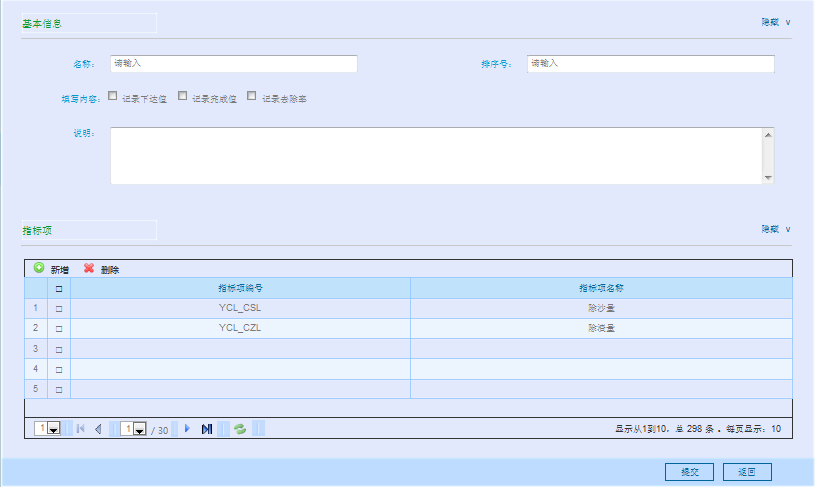 基本信息 隐藏 ∨
名称： 请输入 排序号： 请输入
填写内容： 记录下达值 记录完成值 记录去除率
说明：
指标项 隐藏 ∨
新增 删除
指标项编号 指标项名称
1 YCL_CSL 除沙量
2 YCL_CZL 除渣量
3
4
5
1 1 / 30 显示从1到10，总 298 条 。每页显示：10
提交 返回